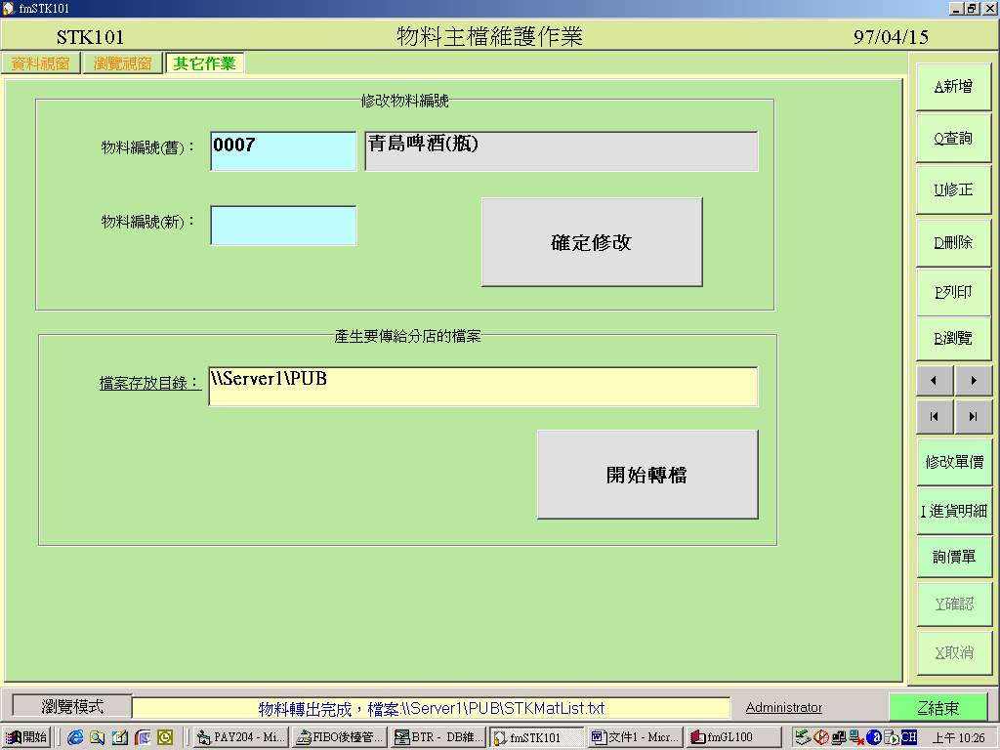 fmSTK101
STK101
物料主檔維護作業
97/04/15
資料視窗
瀏覽視窗
其它作業
修改物料編號
物料編號(舊)：
0007
青島啤酒(瓶)
物料編號(新)：
確定修改
產生要傳給分店的檔案
檔案存放目錄：
\\Server1\PUB
開始轉檔
A新增
Q查詢
U修正
D刪除
P列印
B瀏覽
修改單價
I 進貨明細
詢價單
Y確認
X取消
瀏覽模式
物料轉出完成，檔案:\\Server1\PUB\STKMatList.txt
Administrator
Z結束
開始
PAY204 - Mi...
FIBO後檯管...
BTR - DB維...
fmSTK101
文件1 - Micr...
fmGL100
CH
上午 10:26